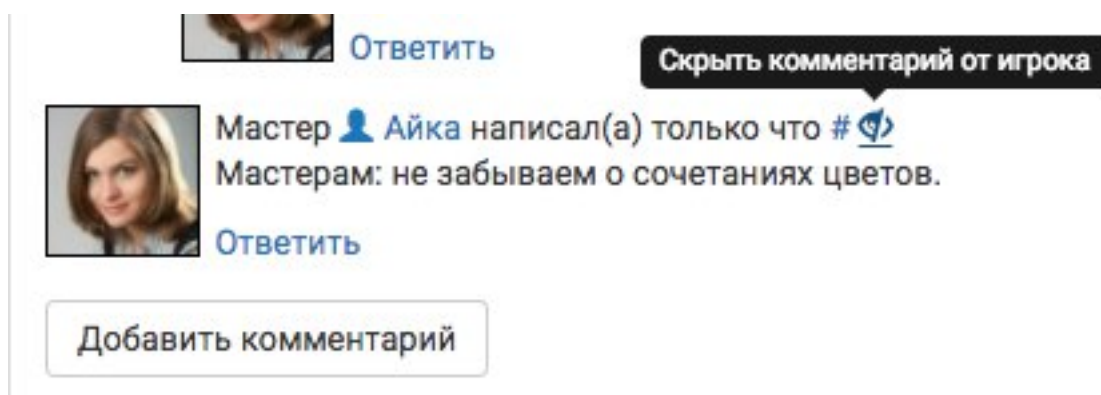 Ответить
Скрыть комментарий от игрока
Мастер Айка написал(а) только что #
Мастерам: не забываем о сочетаниях цветов.
Ответить
Добавить комментарий